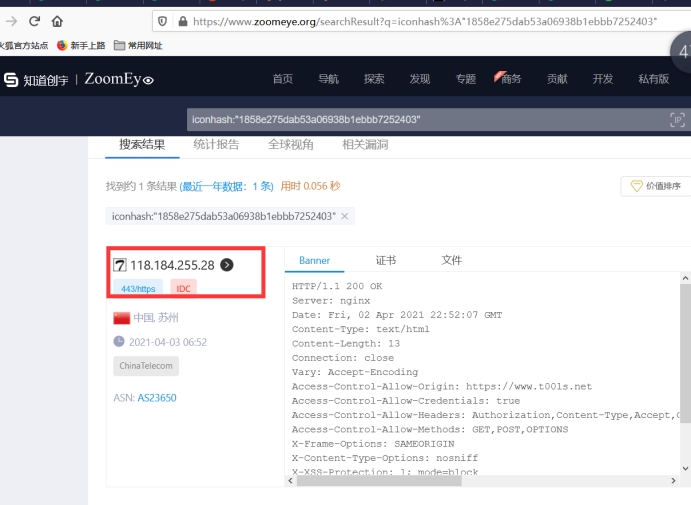 https://www.zoomeye.org/searchResult?q=iconhash%3A"1858e275dab53a06938b1ebbb7252403"
火狐官方站点 新手上路 常用网址
知道创宇 | ZoomEye 首页 导航 探索 发现 专题 商务 贡献 开发 私有版
iconhash:"1858e275dab53a06938b1ebbb7252403"
搜索结果 统计报告 全球视角 相关漏洞
找到约 1 条结果 (最近一年数据: 1 条) 用时 0.056 秒
价值排序
iconhash:"1858e275dab53a06938b1ebbb7252403" ×
118.184.255.28
443/https IDC
中国, 苏州
2021-04-03 06:52
ChinaTelecom
ASN: AS23650
Banner 证书 文件
HTTP/1.1 200 OK
Server: nginx
Date: Fri, 02 Apr 2021 22:52:07 GMT
Content-Type: text/html
Content-Length: 13
Connection: close
Vary: Accept-Encoding
Access-Control-Allow-Origin: https://www.t00ls.net
Access-Control-Allow-Credentials: true
Access-Control-Allow-Headers: Authorization,Content-Type,Accept,
Access-Control-Allow-Methods: GET,POST,OPTIONS
X-Frame-Options: SAMEORIGIN
X-Content-Type-Options: nosniff
X-XSS-Protection: 1; mode=block